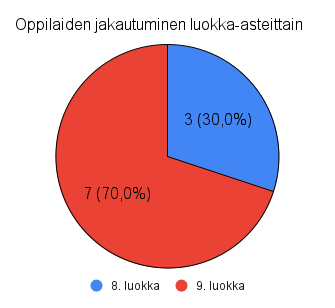 Oppilaiden jakautuminen luokka-asteittain
3 (30,0%)
7 (70,0%)
8. luokka
9. luokka